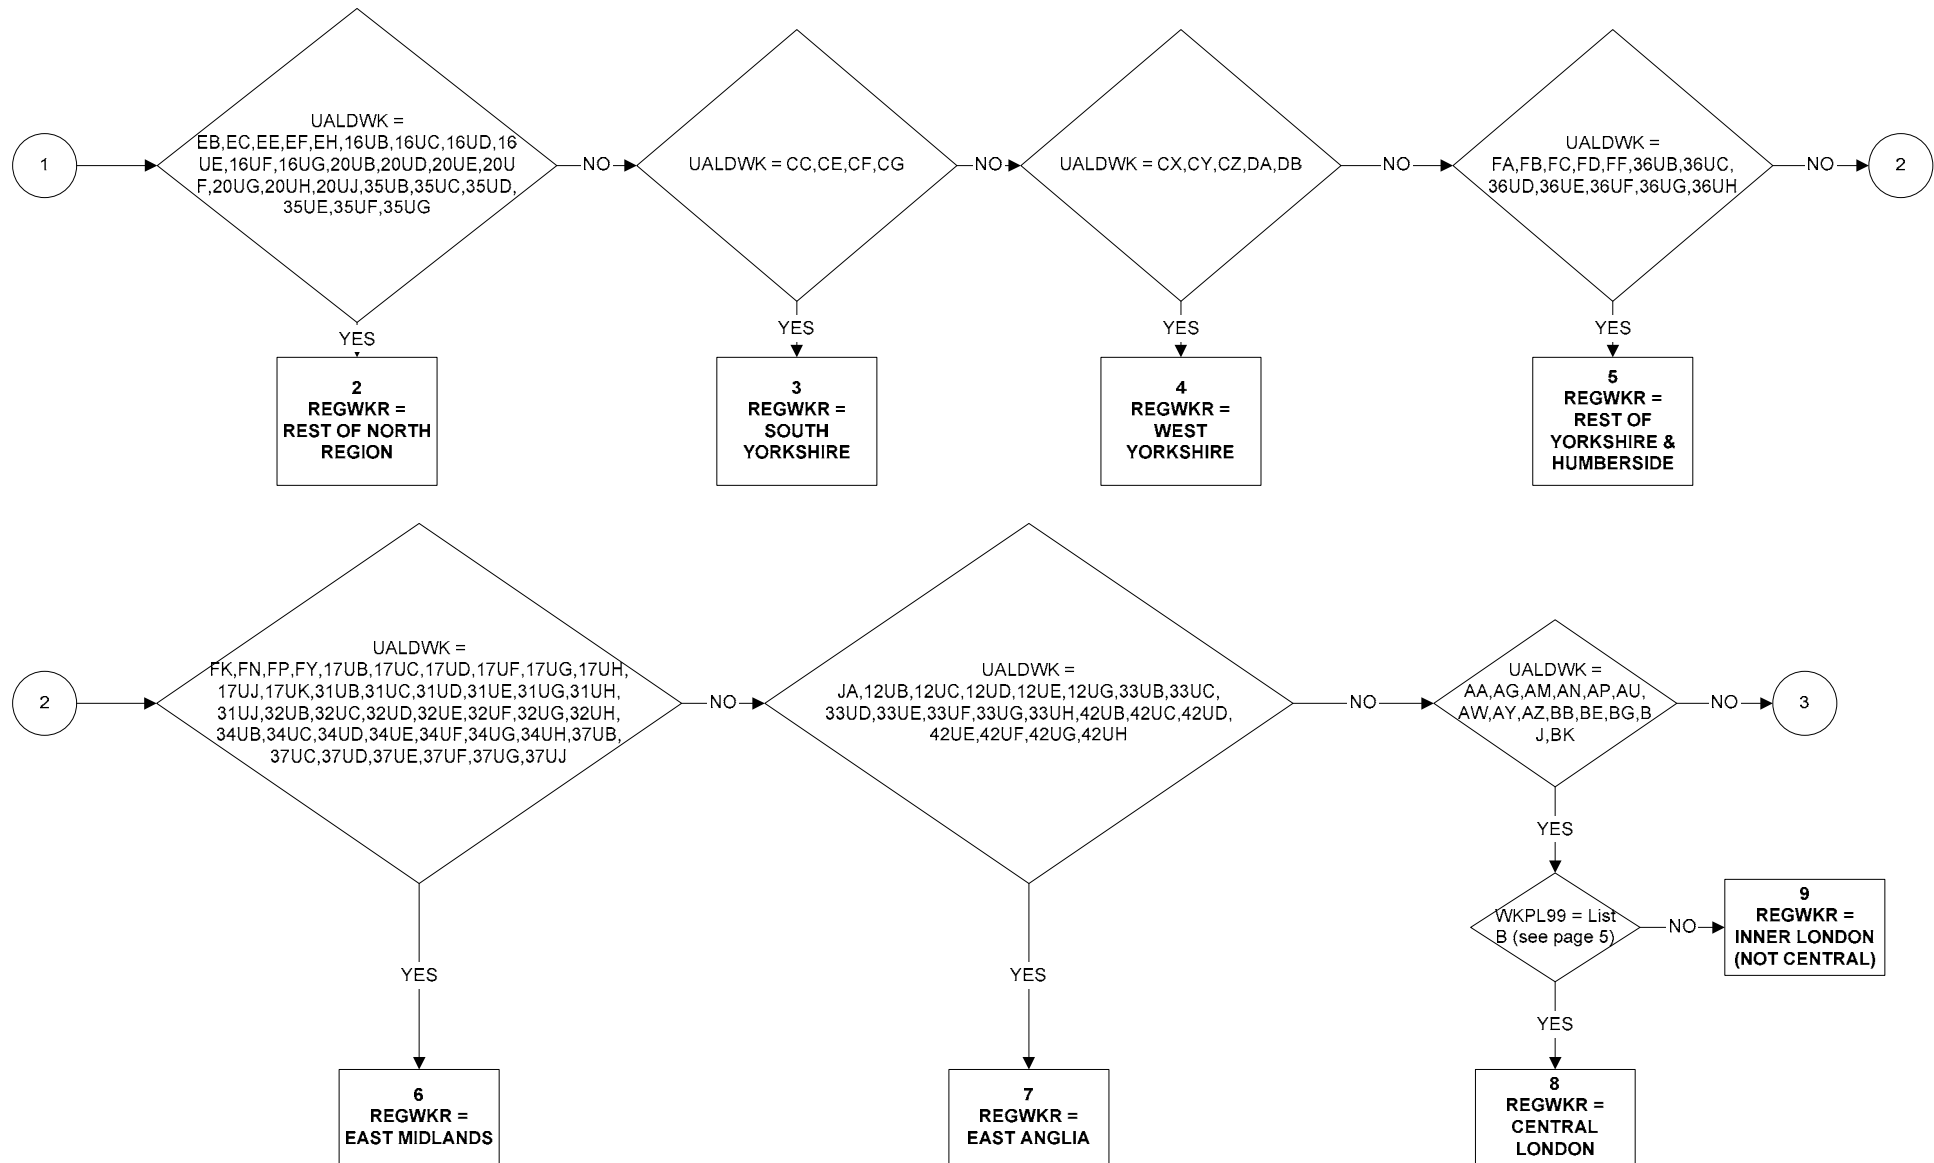 1
UALDWK =
EB,EC,EE,EF,EH,16UB,16UC,16UD,16
UE,16UF,16UG,20UB,20UD,20UE,20U
F,20UG,20UH,20UJ,35UB,35UC,35UD,
35UE,35UF,35UG
NO
UALDWK = CC,CE,CF,CG
NO
UALDWK = CX,CY,CZ,DA,DB
NO
UALDWK =
FA,FB,FC,FD,FF,36UB,36UC,
36UD,36UE,36UF,36UG,36UH
NO
2
YES
YES
YES
YES
2
REGWKR =
REST OF NORTH
REGION
3
REGWKR =
SOUTH
YORKSHIRE
4
REGWKR =
WEST
YORKSHIRE
5
REGWKR =
REST OF
YORKSHIRE &
HUMBERSIDE
2
UALDWK =
FK,FN,FP,FY,17UB,17UC,17UD,17UF,17UG,17UH,
17UJ,17UK,31UB,31UC,31UD,31UE,31UG,31UH,
31UJ,32UB,32UC,32UD,32UE,32UF,32UG,32UH,
34UB,34UC,34UD,34UE,34UF,34UG,34UH,37UB,
37UC,37UD,37UE,37UF,37UG,37UJ
NO
UALDWK =
JA,12UB,12UC,12UD,12UE,12UG,33UB,33UC,
33UD,33UE,33UF,33UG,33UH,42UB,42UC,42UD,
42UE,42UF,42UG,42UH
NO
UALDWK =
AA,AG,AM,AN,AP,AU,
AW,AY,AZ,BB,BE,BG,B
J,BK
NO
3
YES
YES
YES
WKPL99 = List
B (see page 5)
NO
9
REGWKR =
INNER LONDON
(NOT CENTRAL)
YES
6
REGWKR =
EAST MIDLANDS
7
REGWKR =
EAST ANGLIA
8
REGWKR =
CENTRAL
LONDON